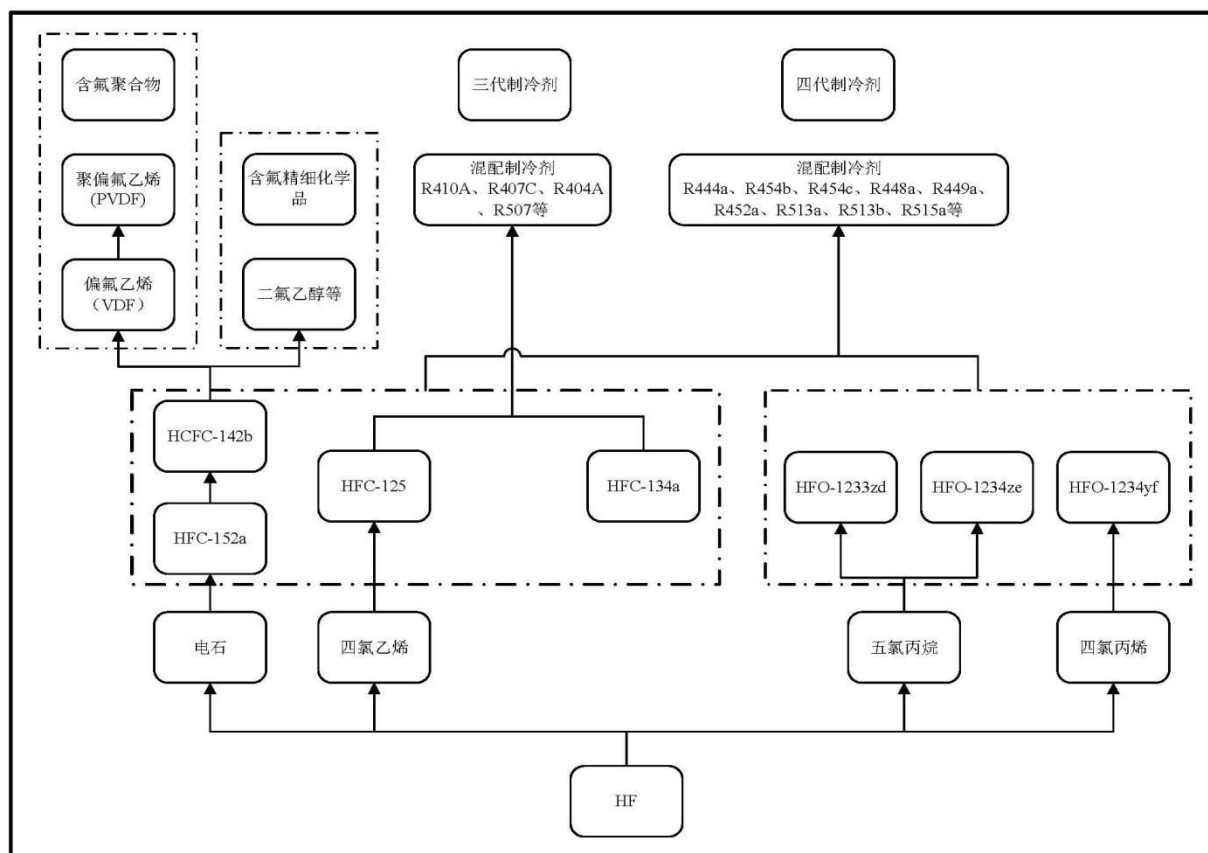 含氟聚合物
三代制冷剂
四代制冷剂
聚偏氟乙烯
(PVDF)
含氟精细化学
品
混配制冷剂
R410A、R407C、R404A
、R507等
混配制冷剂
R444a、R454b、R454c、R448a、R449a、
R452a、R513a、R513b、R515a等
偏氟乙烯
（VDF）
二氟乙醇等
HCFC-142b
HFC-125
HFC-134a
HFO-1233zd
HFO-1234ze
HFO-1234yf
HFC-152a
电石
四氯乙烯
五氯丙烷
四氯丙烯
HF